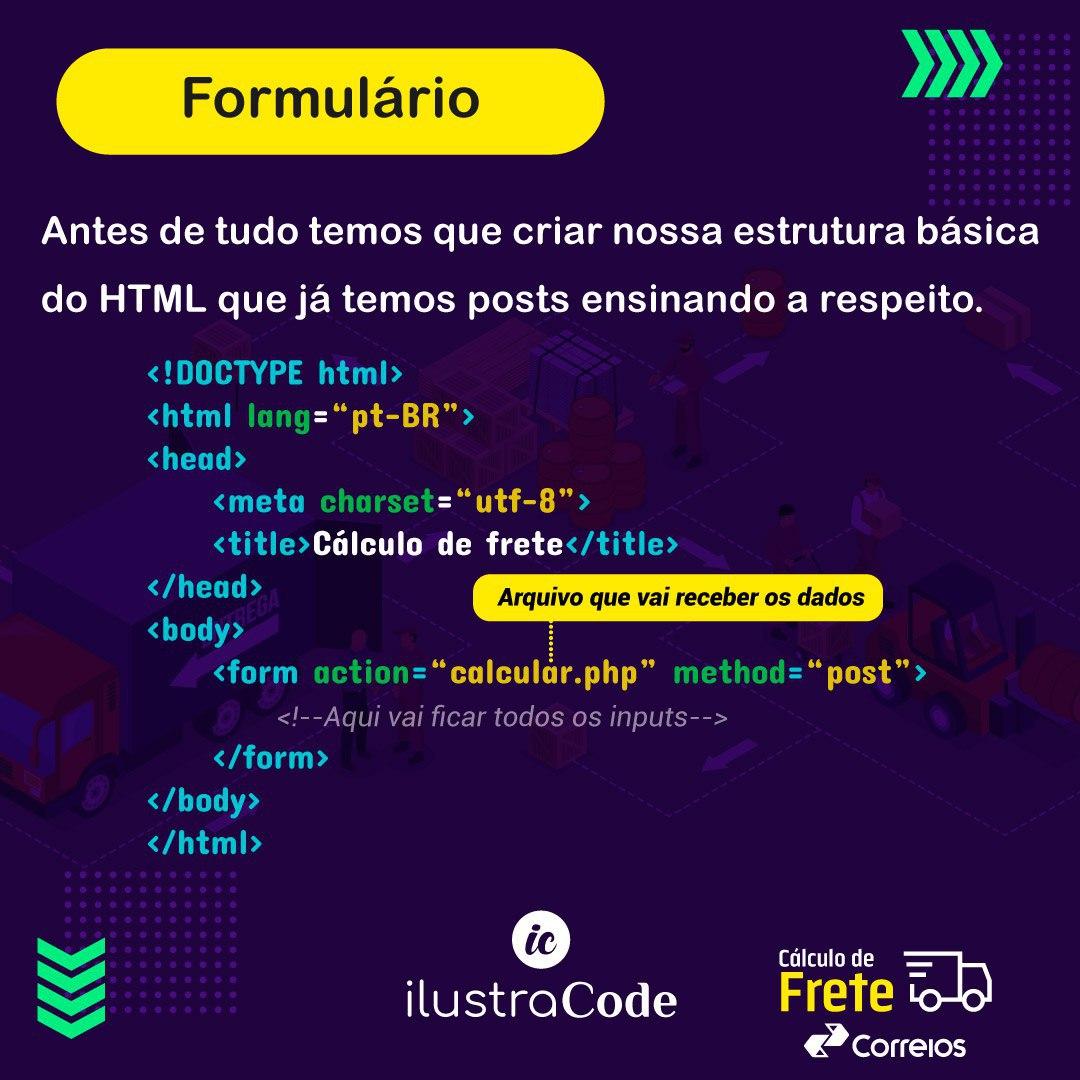 Formulário
Antes de tudo temos que criar nossa estrutura básica
do HTML que já temos posts ensinando a respeito.
<!DOCTYPE html>
<html lang=“pt-BR”>
<head>
<meta charset=“utf-8”>
<title>Cálculo de frete</title>
</head>
Arquivo que vai receber os dados
<body>
<form action=“calcular.php” method=“post”>
<!--Aqui vai ficar todos os inputs-->
</form>
</body>
</html>
ic
ilustraCode
Cálculo de
Frete
Correios